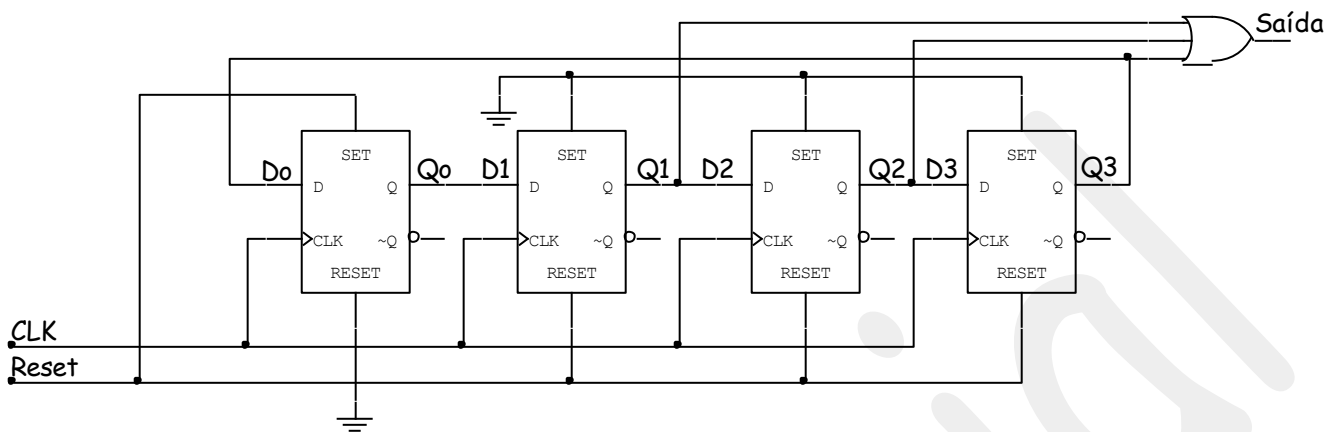 Saída
SET SET SET SET
Do Qo D1 Q1 D2 Q2 D3 Q3
D Q D Q D Q D Q
CLK ~Q CLK ~Q CLK ~Q CLK ~Q
RESET RESET RESET RESET
CLK
Reset